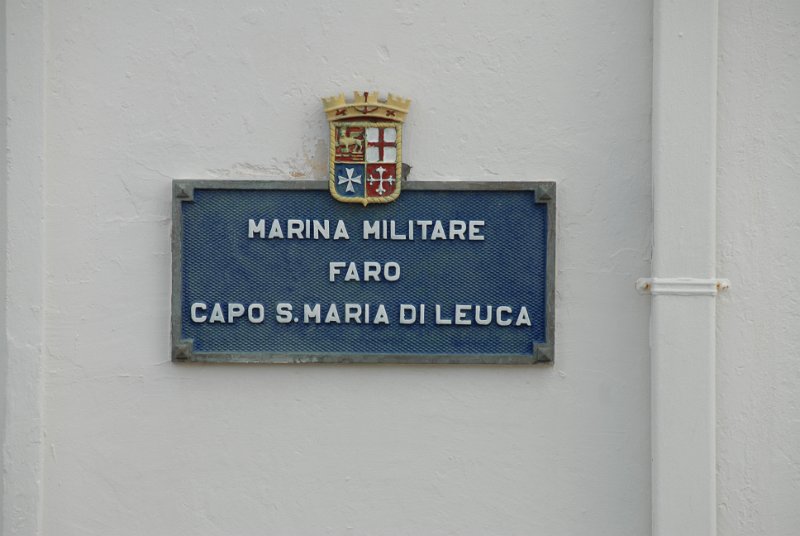 MARINA MILITARE
FARO
CAPO S. MARIA DI LEUCA